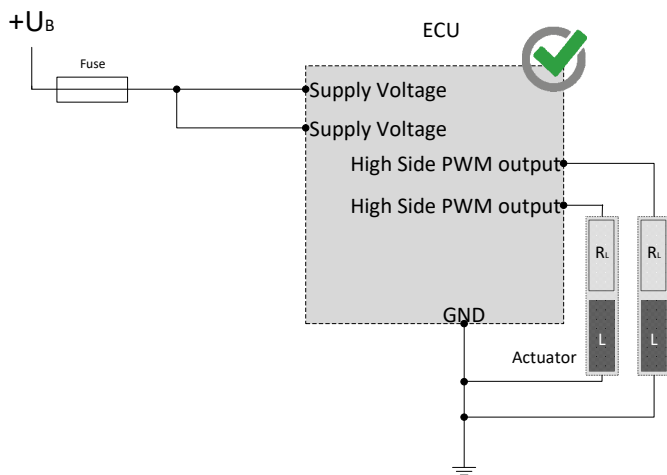 +UB
ECU
Fuse
Supply Voltage
Supply Voltage
High Side PWM output
High Side PWM output
RL
RL
GND
L
L
Actuator